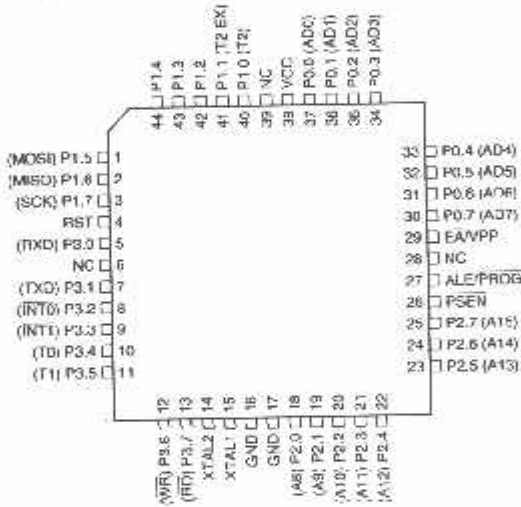 44 P1.4
43 P1.3
42 P1.2
41 P1.1 (T2 EX)
40 P1.0 (T2)
39 NC
38 VCC
37 P0.0 (AD0)
36 P0.1 (AD1)
35 P0.2 (AD2)
34 P0.3 (AD3)
(MOSI) P1.5 1
(MISO) P1.6 2
(SCK) P1.7 3
RST 4
(RXD) P3.0 5
NC 6
(TXD) P3.1 7
(INT0) P3.2 8
(INT1) P3.3 9
(T0) P3.4 10
(T1) P3.5 11
33 P0.4 (AD4)
32 P0.5 (AD5)
31 P0.6 (AD6)
30 P0.7 (AD7)
29 EA/VPP
28 NC
27 ALE/PROG
26 PSEN
25 P2.7 (A15)
24 P2.6 (A14)
23 P2.5 (A13)
(WR) P3.6 12
(RD) P3.7 13
XTAL2 14
XTAL1 15
GND 16
GND 17
(A8) P2.0 18
(A9) P2.1 19
(A10) P2.2 20
(A11) P2.3 21
(A12) P2.4 22